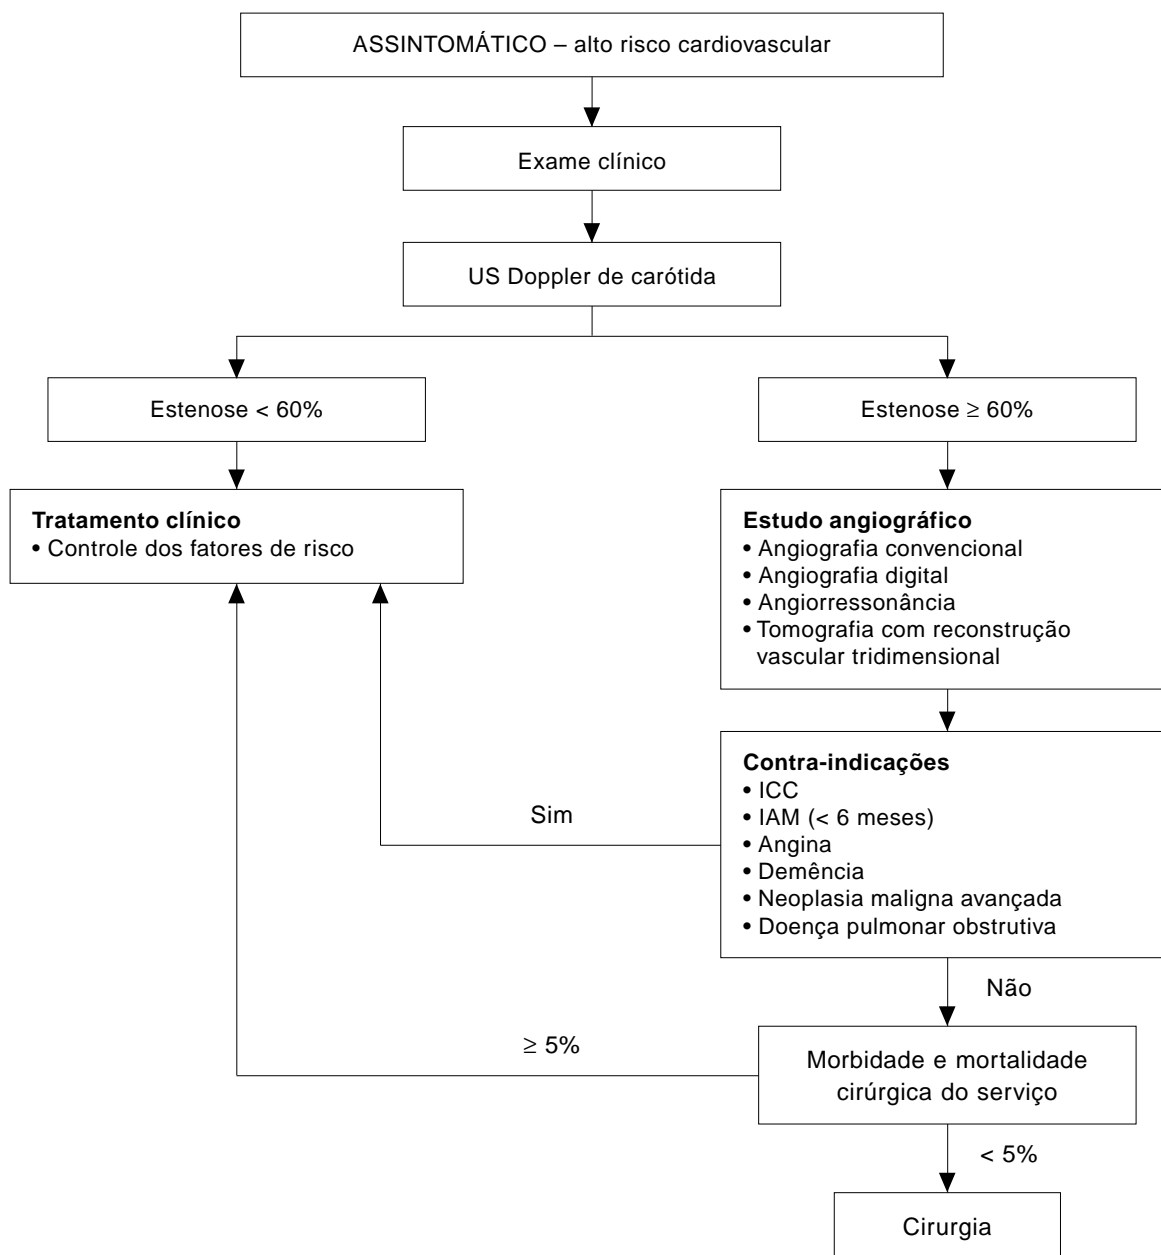 ASSINTOMÁTICO – alto risco cardiovascular
Exame clínico
US Doppler de carótida
Estenose < 60%
Estenose ≥ 60%
Tratamento clínico
• Controle dos fatores de risco
Estudo angiográfico
• Angiografia convencional
• Angiografia digital
• Angiorressonância
• Tomografia com reconstrução
vascular tridimensional
Contra-indicações
• ICC
• IAM (< 6 meses)
• Angina
• Demência
• Neoplasia maligna avançada
• Doença pulmonar obstrutiva
Sim
Não
≥ 5%
Morbidade e mortalidade
cirúrgica do serviço
< 5%
Cirurgia